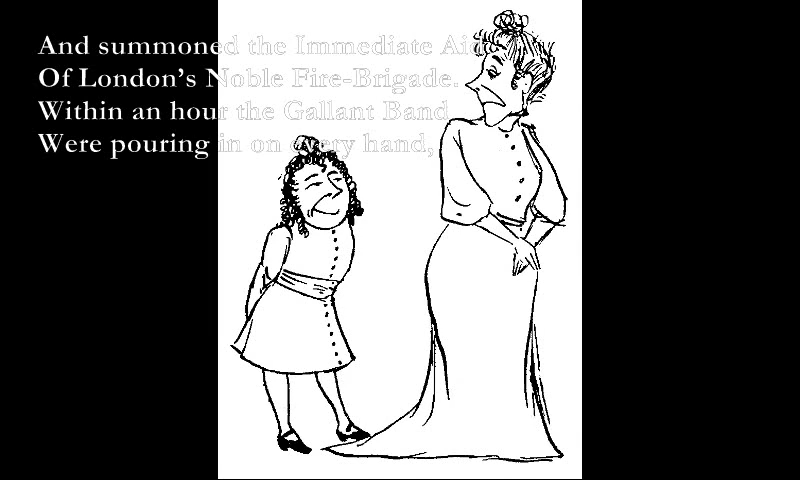 And summoned the Immediate Aid
Of London's Noble Fire-Brigade.
Within an hour the Gallant Band
Were pouring in on every hand,